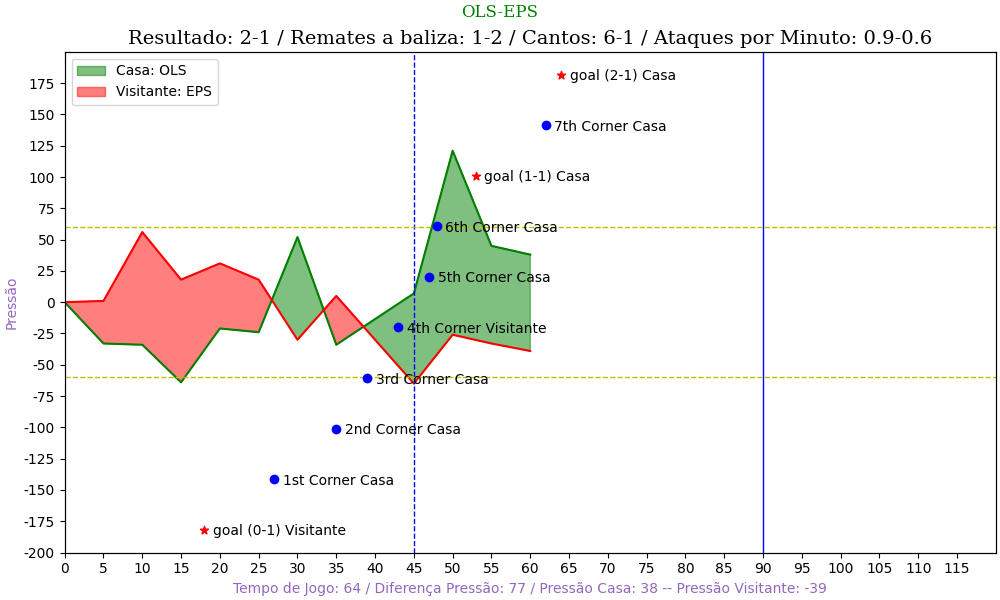 OLS-EPS
Resultado: 2-1 / Remates a baliza: 1-2 / Cantos: 6-1 / Ataques por Minuto: 0.9-0.6
Casa: OLS
Visitante: EPS
goal (2-1) Casa
7th Corner Casa
goal (1-1) Casa
6th Corner Casa
5th Corner Casa
4th Corner Visitante
3rd Corner Casa
2nd Corner Casa
1st Corner Casa
goal (0-1) Visitante
Pressão
175
150
125
100
75
50
25
0
-25
-50
-75
-100
-125
-150
-175
-200
0 5 10 15 20 25 30 35 40 45 50 55 60 65 70 75 80 85 90 95 100 105 110 115
Tempo de Jogo: 64 / Diferença Pressão: 77 / Pressão Casa: 38 -- Pressão Visitante: -39